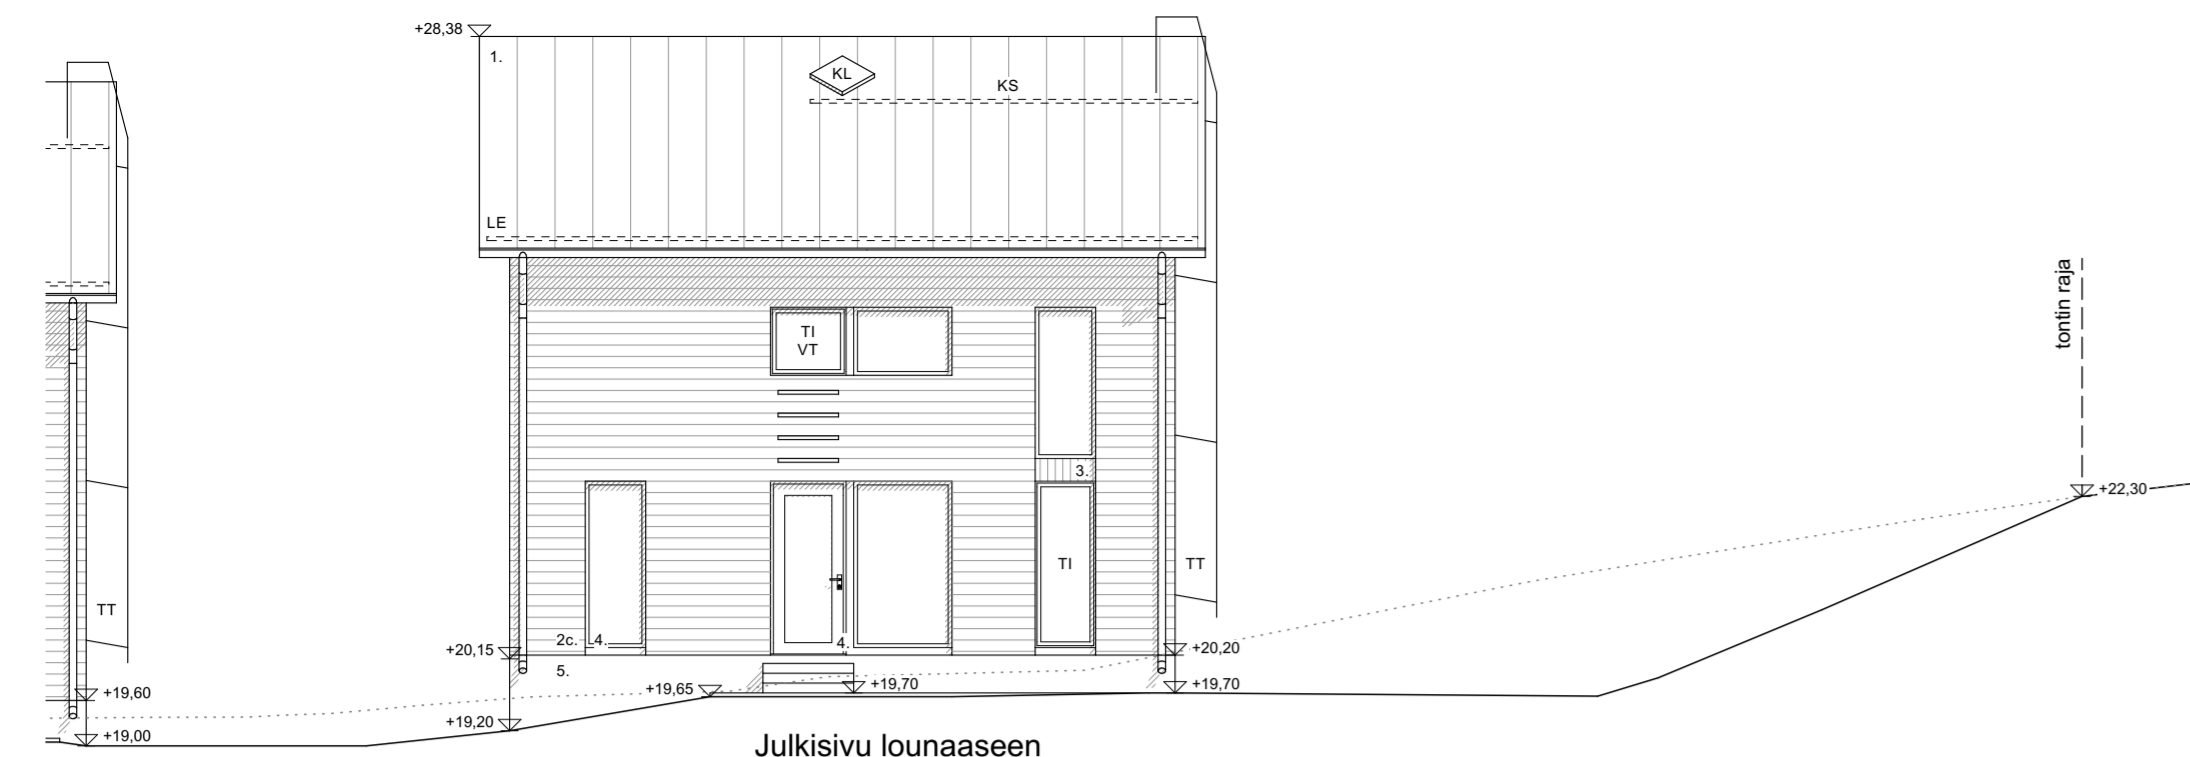 +28,38
1.
KL
KS
LE
TI
VT
tontin raja
3.
+22,30
TI
TT
TT
2c.
4.
4.
+20,15
+20,20
5.
+19,60
+19,65
+19,70
+19,70
+19,20
+19,00
Julkisivu lounaaseen